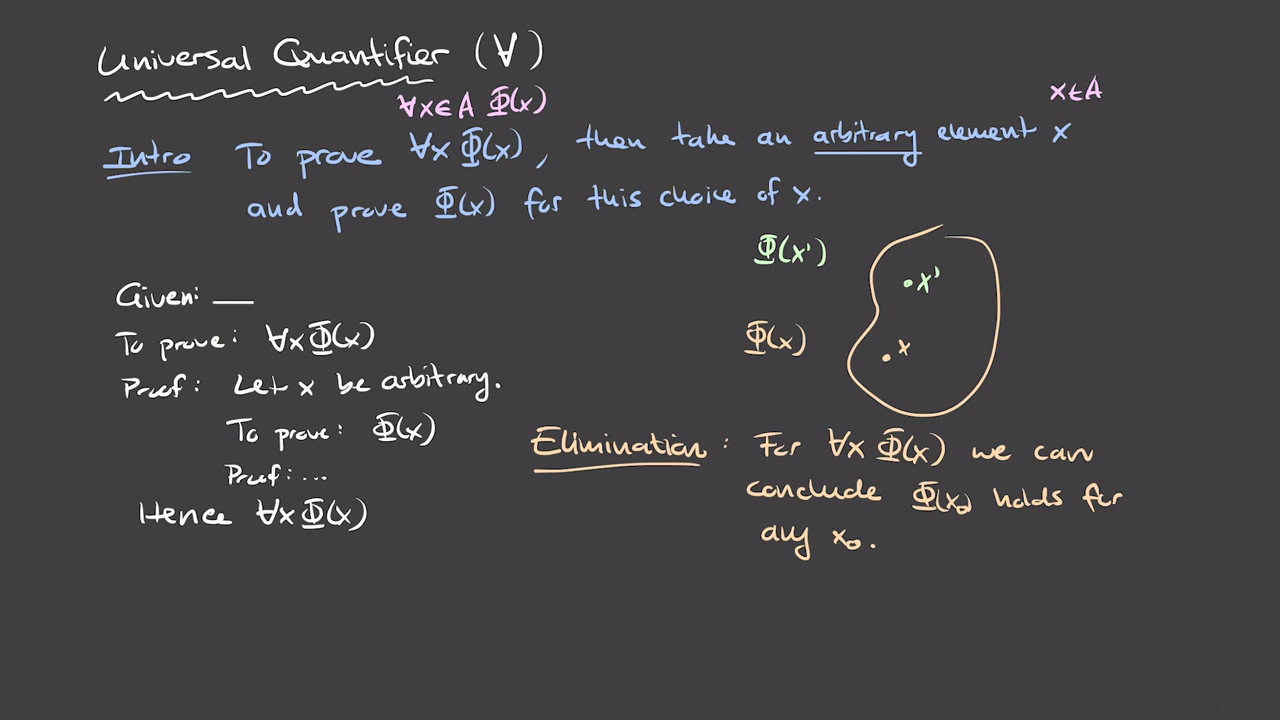 Universal Quantifier (∀)
∀x∈A Φ(x)
x∈A
Intro To prove ∀x Φ(x), then take an arbitrary element x
and prove Φ(x) for this choice of x.
Φ(x')
x'
Given: __
To prove: ∀x Φ(x)
Φ(x)
x
Proof: Let x be arbitrary.
To prove: Φ(x)
Proof: ...
Hence ∀x Φ(x)
Elimination: For ∀x Φ(x) we can
conclude Φ(x₀) holds for
any x₀.